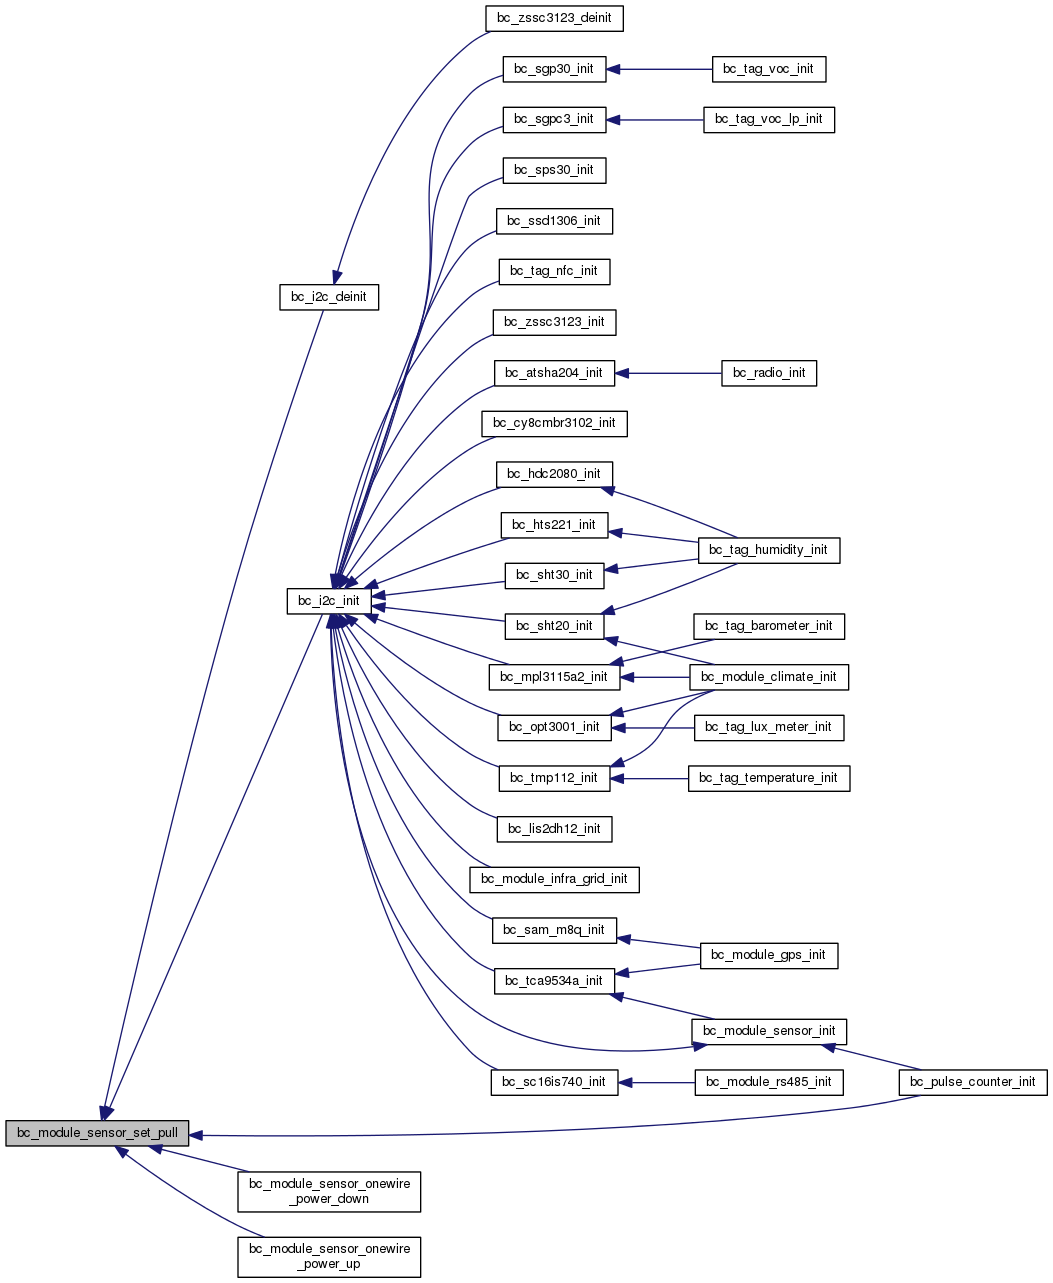 bc_zssc3123_deinit
bc_sgp30_init
bc_tag_voc_init
bc_sgpc3_init
bc_tag_voc_lp_init
bc_sps30_init
bc_ssd1306_init
bc_tag_nfc_init
bc_i2c_deinit
bc_zssc3123_init
bc_atsha204_init
bc_radio_init
bc_cy8cmbr3102_init
bc_hdc2080_init
bc_hts221_init
bc_tag_humidity_init
bc_sht30_init
bc_i2c_init
bc_sht20_init
bc_tag_barometer_init
bc_mpl3115a2_init
bc_module_climate_init
bc_opt3001_init
bc_tag_lux_meter_init
bc_tmp112_init
bc_tag_temperature_init
bc_lis2dh12_init
bc_module_infra_grid_init
bc_sam_m8q_init
bc_module_gps_init
bc_tca9534a_init
bc_module_sensor_init
bc_sc16is740_init
bc_module_rs485_init
bc_pulse_counter_init
bc_module_sensor_set_pull
bc_module_sensor_onewire
_power_down
bc_module_sensor_onewire
_power_up